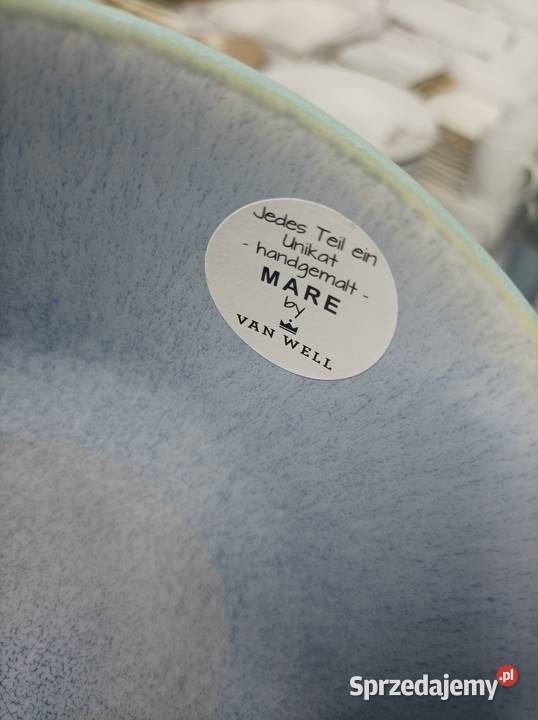 Jedes Teil ein
Unikat
- handgemalt -
MARE
by
VAN WELL
Sprzedajemy.pl